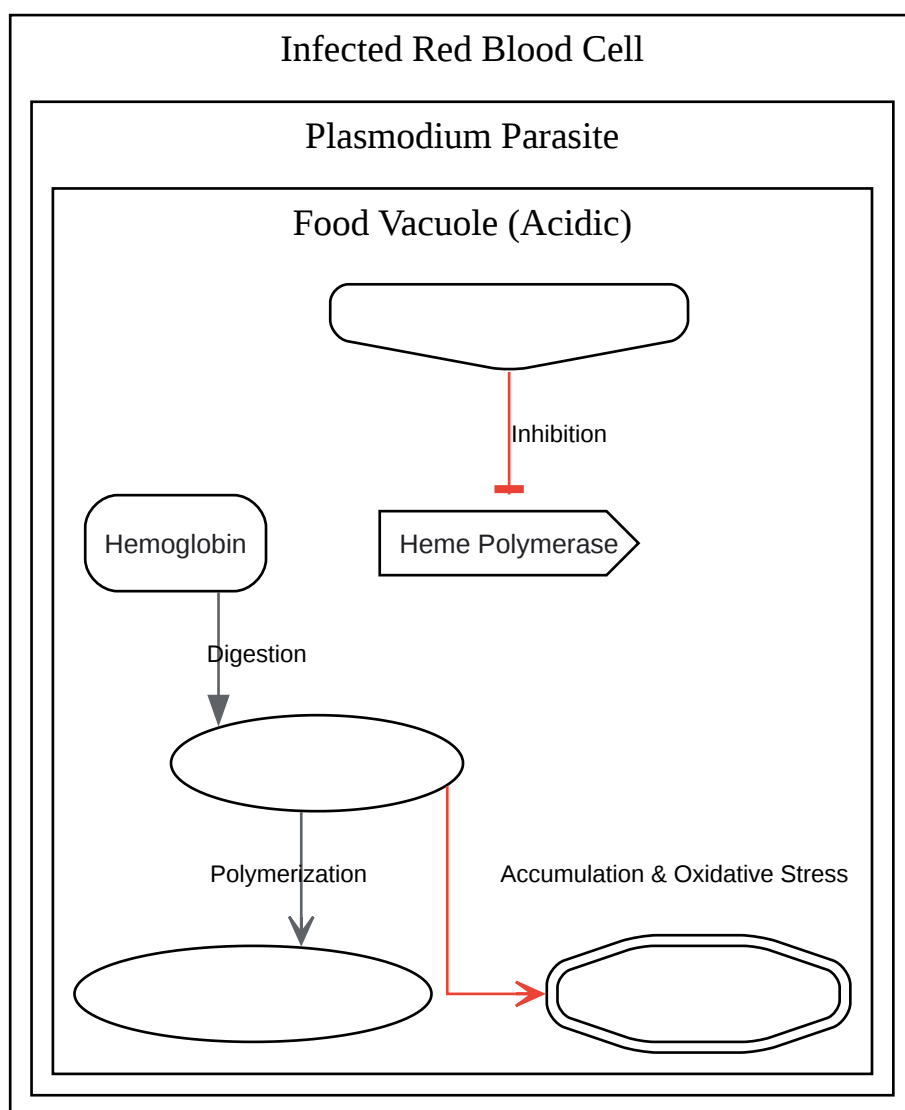 Infected Red Blood Cell
Plasmodium Parasite
Food Vacuole (Acidic)
Inhibition
Hemoglobin
Heme Polymerase
Digestion
Polymerization
Accumulation & Oxidative Stress